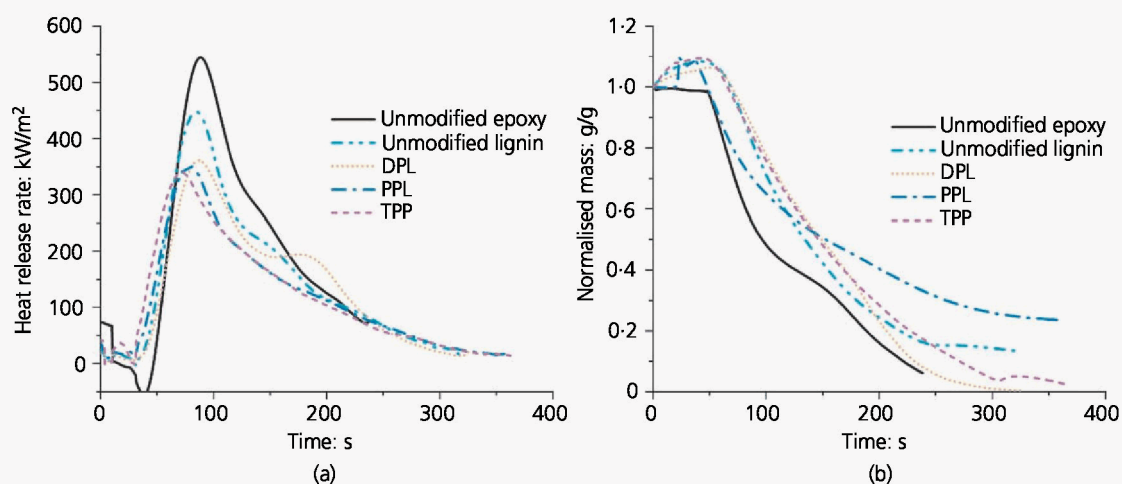 600
500
400
300
200
100
0
Heat release rate: kW/m²
0 100 200 300 400
Time: s
Unmodified epoxy
Unmodified lignin
DPL
PPL
TPP
(a)
1·2
1·0
0·8
0·6
0·4
0·2
0
Normalised mass: g/g
0 100 200 300 400
Time: s
Unmodified epoxy
Unmodified lignin
DPL
PPL
TPP
(b)